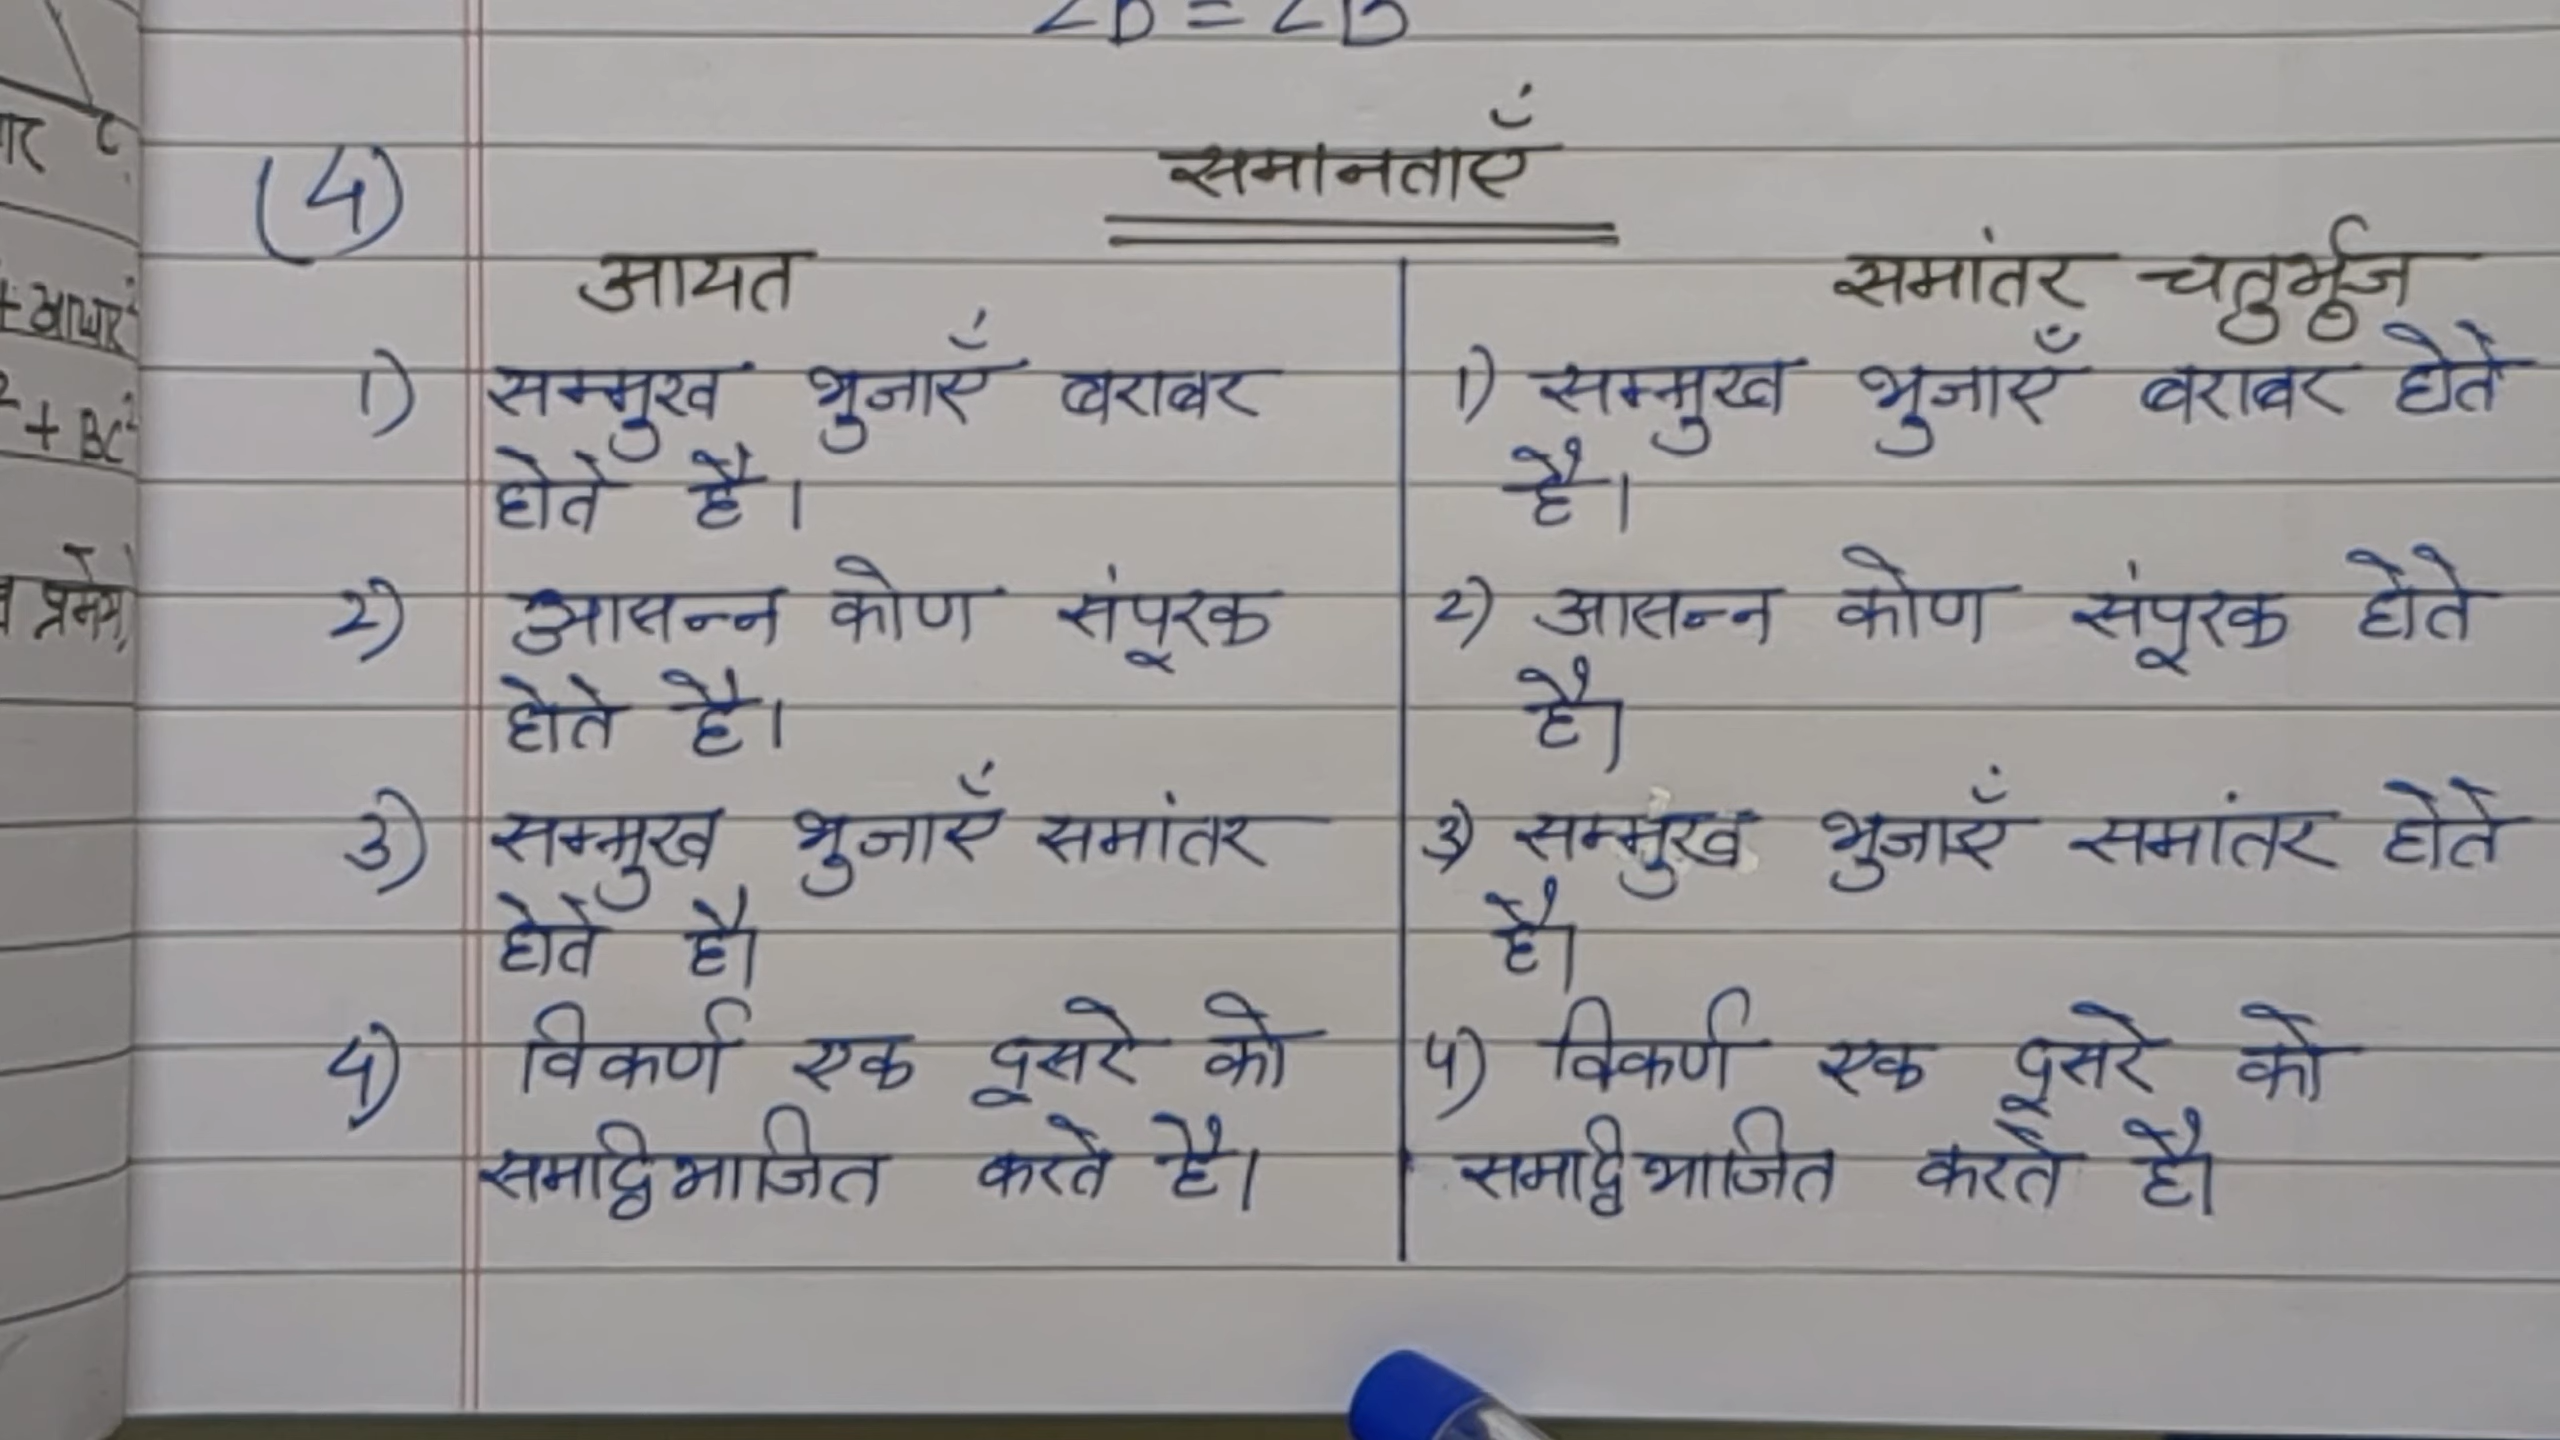 ∠B = ∠D
(4) समानताएँ
आयत
1) सम्मुख भुजाएँ बराबर
होते है।
2) आसन्न कोण संपूरक
होते है।
3) सम्मुख भुजाएँ समांतर
होते है।
4) विकर्ण एक दूसरे को
समद्विभाजित करते है।
समांतर चतुर्भुज
1) सम्मुख भुजाएँ बराबर होते
है।
2) आसन्न कोण संपूरक होते
है।
3) सम्मुख भुजाएँ समांतर होते
है।
4) विकर्ण एक दूसरे को
समद्विभाजित करते है।
+ BC²